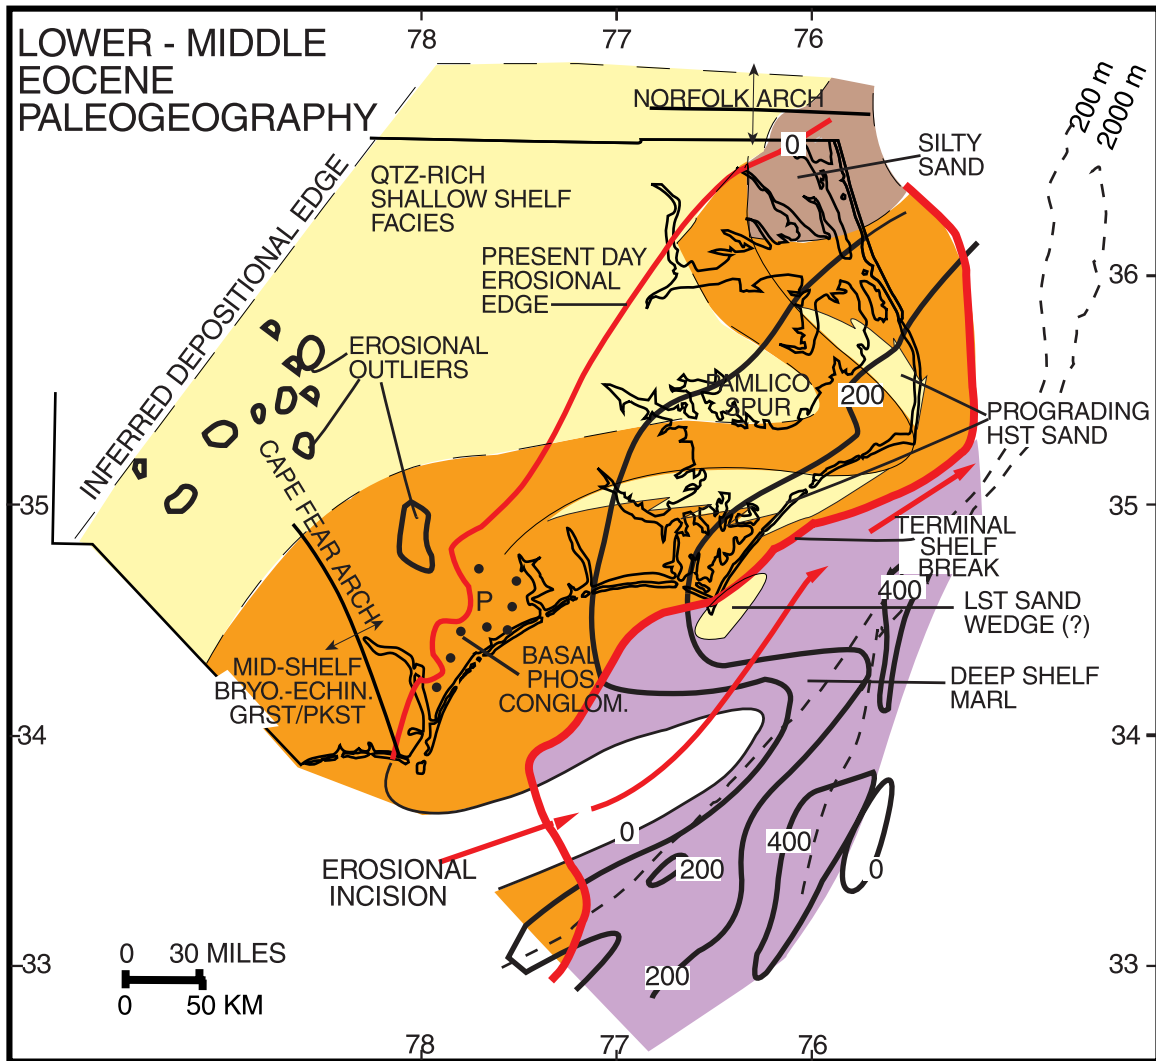 78
77
76
LOWER - MIDDLE
EOCENE
PALEOGEOGRAPHY
200 m
2000 m
NORFOLK ARCH
0
SILTY
SAND
INFERRED DEPOSITIONAL EDGE
QTZ-RICH
SHALLOW SHELF
FACIES
PRESENT DAY
EROSIONAL
EDGE
36
EROSIONAL
OUTLIERS
PAMLICO
SPUR
200
PROGRADING
HST SAND
CAPE FEAR ARCH
35
35
TERMINAL
SHELF
BREAK
400
P
LST SAND
WEDGE (?)
MID-SHELF
BRYO.-ECHIN.
GRST/PKST
BASAL
PHOS.
CONGLOM.
DEEP SHELF
MARL
34
34
0
400
200
0
EROSIONAL
INCISION
0 30 MILES
0 50 KM
33
33
200
78
77
76